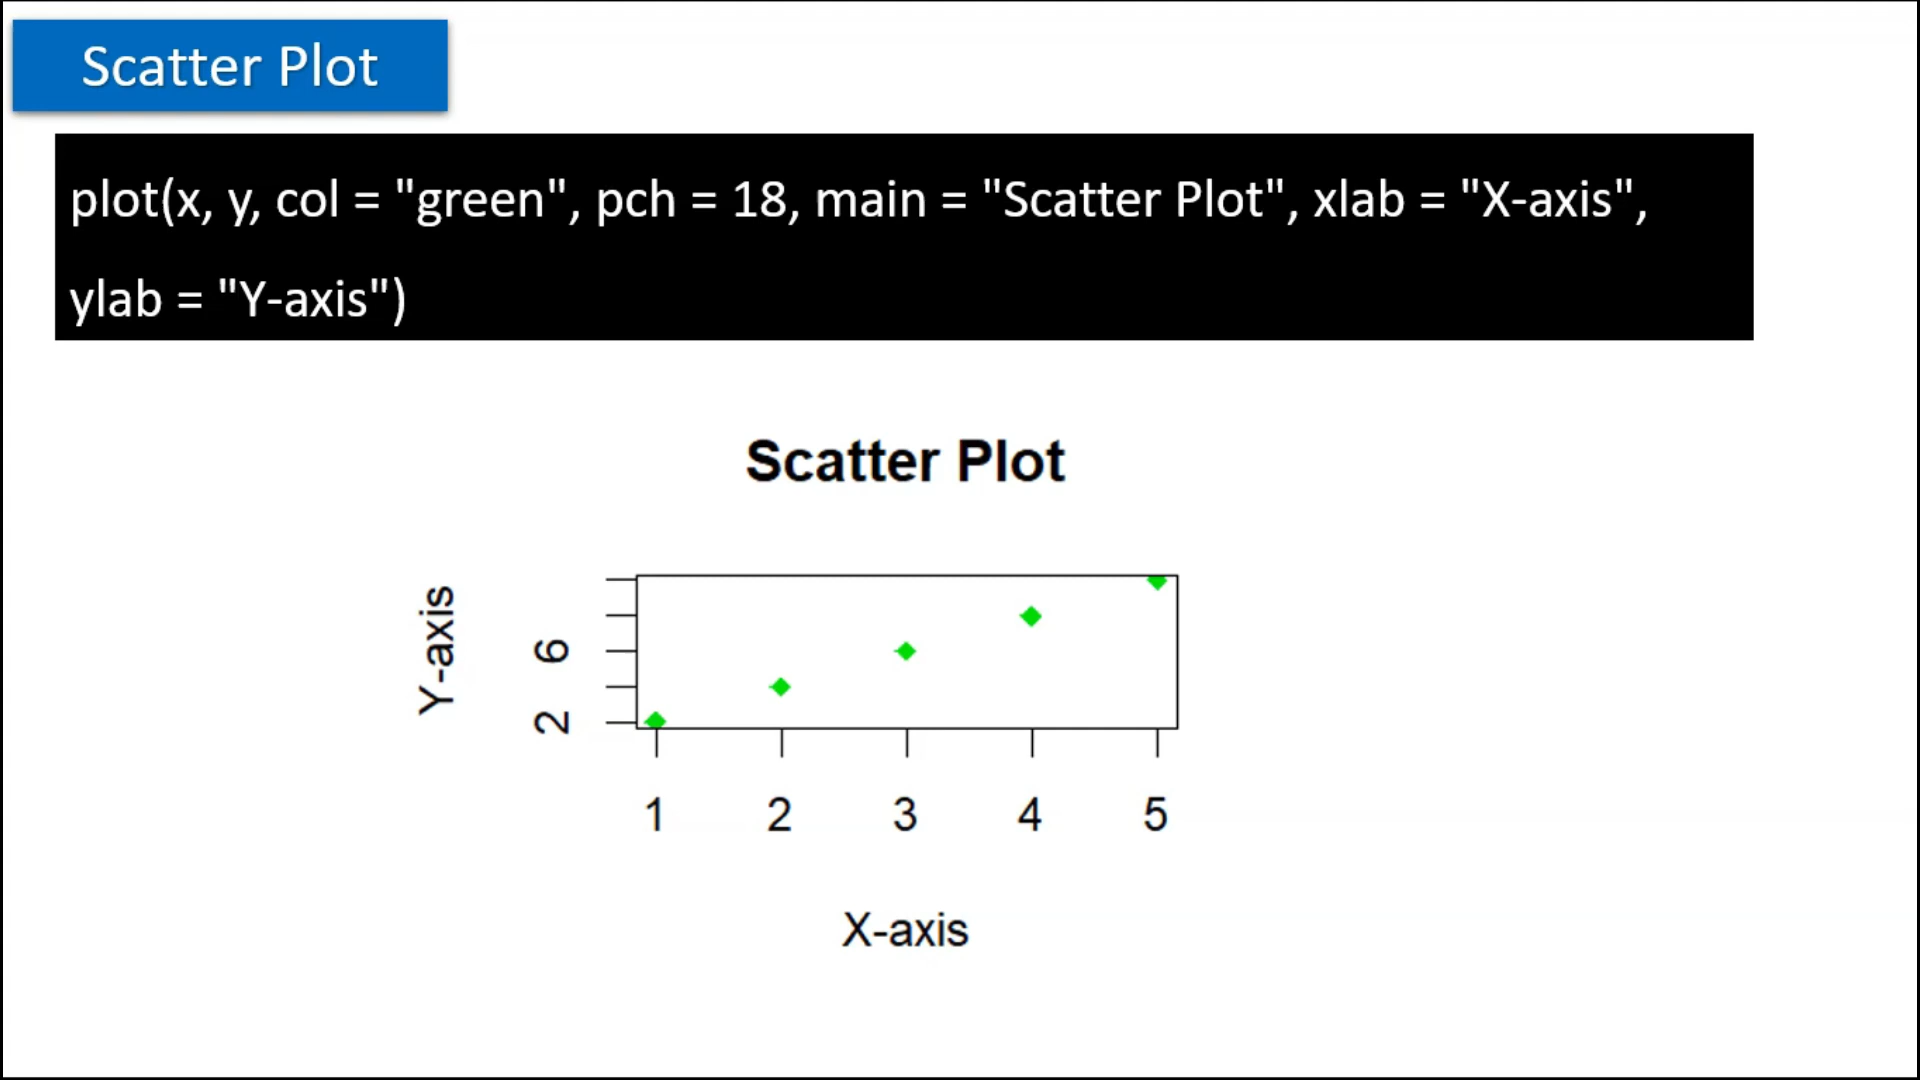 Scatter Plot
plot(x, y, col = "green", pch = 18, main = "Scatter Plot", xlab = "X-axis",
ylab = "Y-axis")
Scatter Plot
Y-axis
6
2
1 2 3 4 5
X-axis